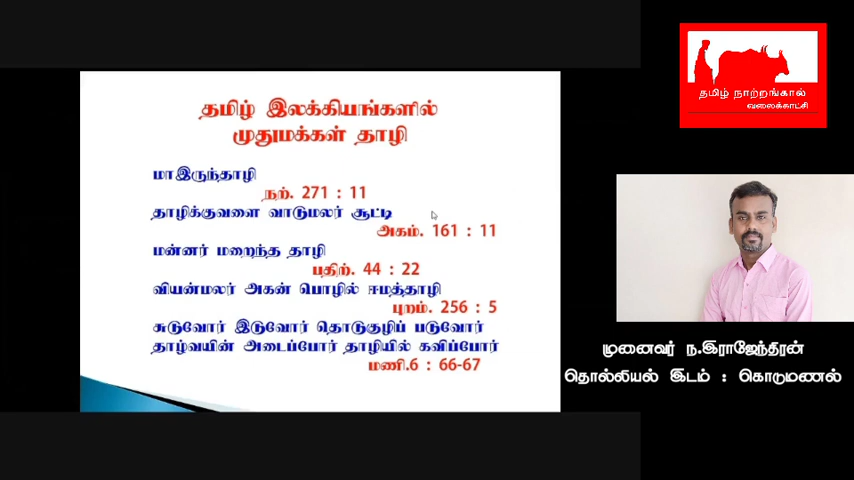 தமிழ் இலக்கியங்களில்
முதுமக்கள் தாழி
மாஇருந்தாழி
நற். 271 : 11
தாழிக்குவளை வாடுமலர் சூட்டி
அகம். 161 : 11
மன்னர் மறைந்த தாழி
பதிற். 44 : 22
வியன்மலர் அகன் பொழில் ஈமத்தாழி
புறம். 256 : 5
சுடுவோர் இடுவோர் தொடுகுழிப் படுவோர்
தாழ்வயின் அடைப்போர் தாழியில் கவிப்போர்
மணி.6 : 66-67
தமிழ் நாற்றங்கால்
வலைக்காட்சி
முனைவர் ந.இராஜேந்திரன்
தொல்லியல் இடம் : கொடுமணல்